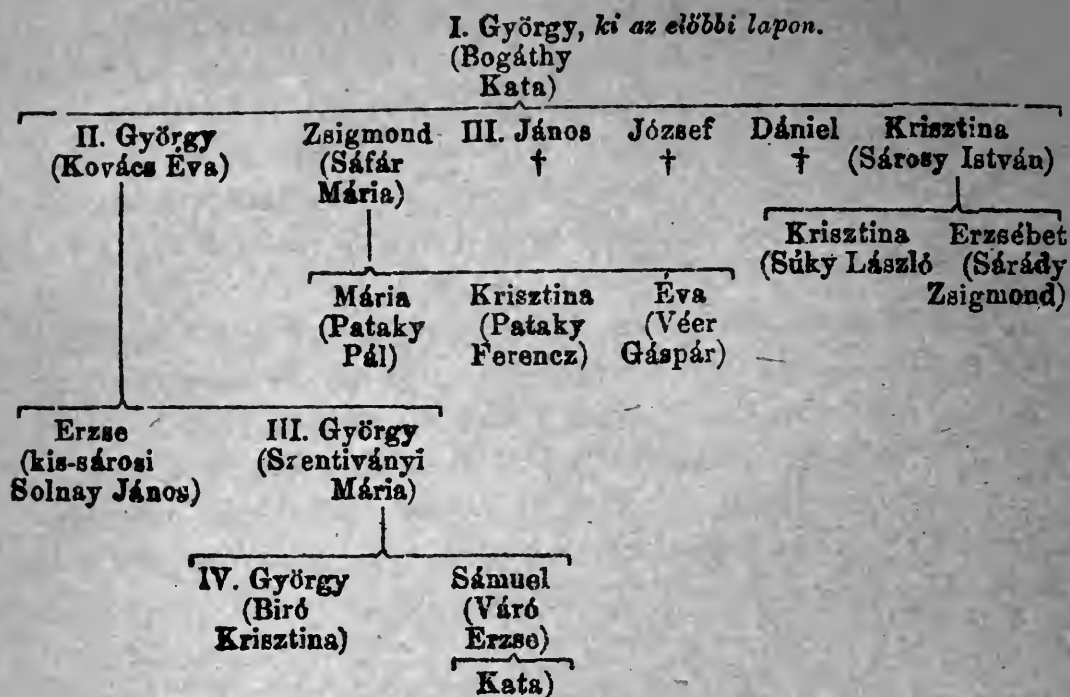 I. György, ki az előbbi lapon.
(Bogáthy
Kata)
II. György Zsigmond III. János József Dániel Krisztina
(Kovács Éva) (Sáfár † † † (Sárosy István)
Mária)
Krisztina Erzsébet
(Súky László (Sárády
Zsigmond)
Mária Krisztina Éva
(Pataky (Pataky (Véer
Pál) Ferencz) Gáspár)
Erzse III. György
(kis-sárosi (Szentiványi
Solnay János) Mária)
IV. György Sámuel
(Biró (Váró
Krisztina) Erzse)
Kata)